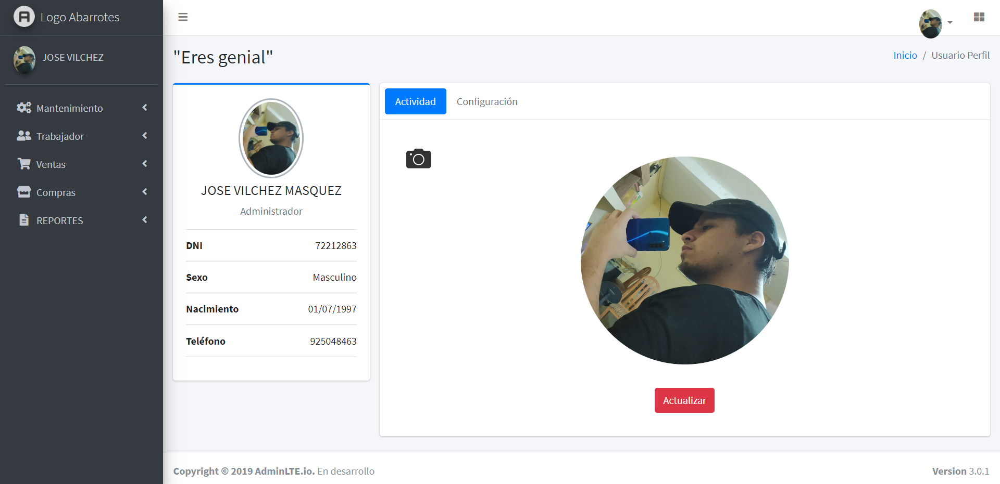 Logo Abarrotes
JOSE VILCHEZ
Mantenimiento
Trabajador
Ventas
Compras
REPORTES
"Eres genial"
Inicio / Usuario Perfil
JOSE VILCHEZ MASQUEZ
Administrador
DNI 72212863
Sexo Masculino
Nacimiento 01/07/1997
Teléfono 925048463
Actividad Configuración
Actualizar
Copyright © 2019 AdminLTE.io. En desarrollo
Version 3.0.1